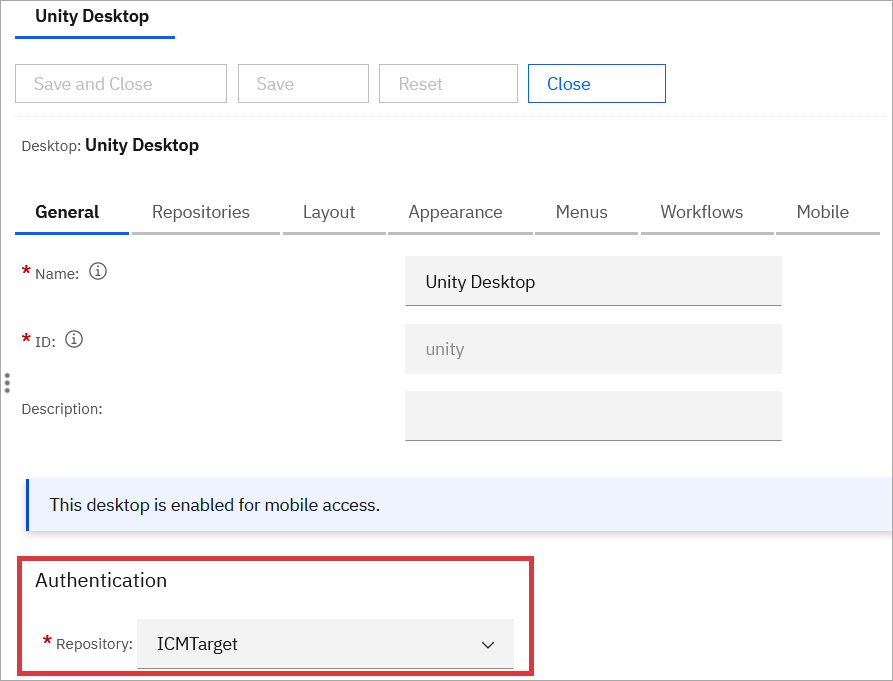 Unity Desktop
Save and Close Save Reset Close
Desktop: Unity Desktop
General Repositories Layout Appearance Menus Workflows Mobile
* Name: Unity Desktop
* ID: unity
Description:
This desktop is enabled for mobile access.
Authentication
* Repository: ICMTarget